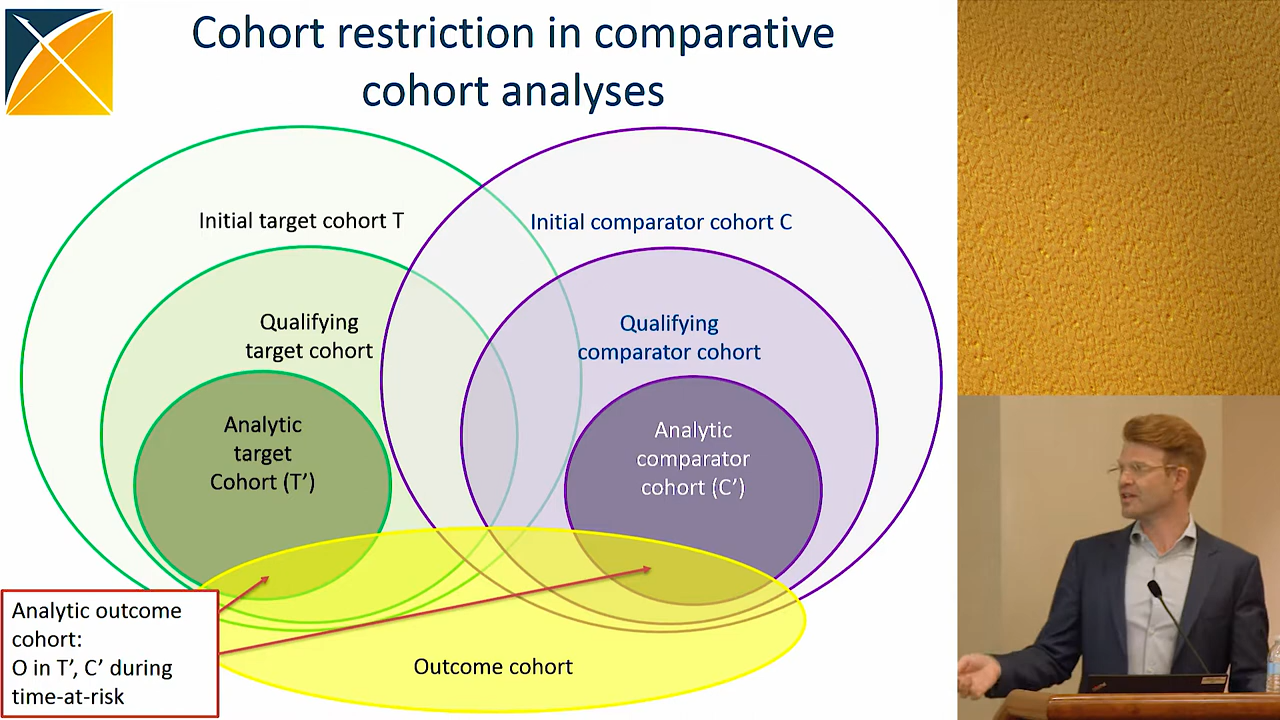 Cohort restriction in comparative
cohort analyses
Initial target cohort T
Initial comparator cohort C
Qualifying
target cohort
Qualifying
comparator cohort
Analytic
target
Cohort (T’)
Analytic
comparator
cohort (C’)
Analytic outcome
cohort:
O in T’, C’ during
time-at-risk
Outcome cohort